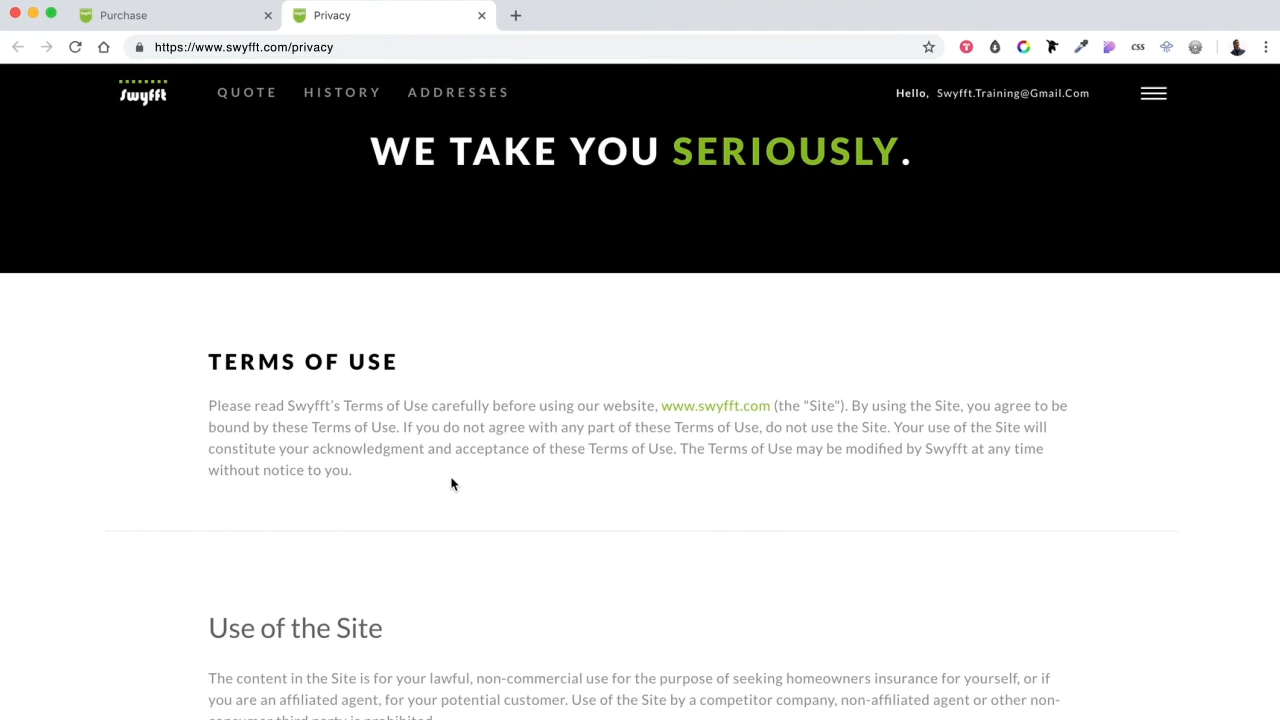 Purchase
Privacy
https://www.swyfft.com/privacy
CSS
swyfft
QUOTE HISTORY ADDRESSES
Hello, Swyfft.Training@Gmail.Com
WE TAKE YOU SERIOUSLY.
TERMS OF USE
Please read Swyfft’s Terms of Use carefully before using our website, www.swyfft.com (the “Site”). By using the Site, you agree to be
bound by these Terms of Use. If you do not agree with any part of these Terms of Use, do not use the Site. Your use of the Site will
constitute your acknowledgment and acceptance of these Terms of Use. The Terms of Use may be modified by Swyfft at any time
without notice to you.
Use of the Site
The content in the Site is for your lawful, non-commercial use for the purpose of seeking homeowners insurance for yourself, or if
you are an affiliated agent, for your potential customer. Use of the Site by a competitor company, non-affiliated agent or other non-
consumer third party is prohibited.